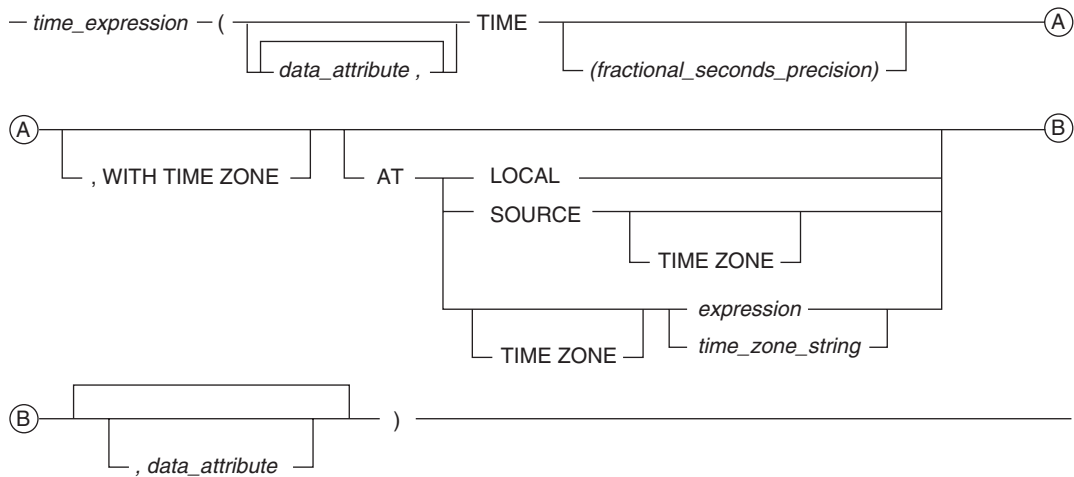 time_expression ( TIME A
data_attribute , (fractional_seconds_precision)
A B
, WITH TIME ZONE AT LOCAL
SOURCE
TIME ZONE
expression
TIME ZONE time_zone_string
B )
, data_attribute